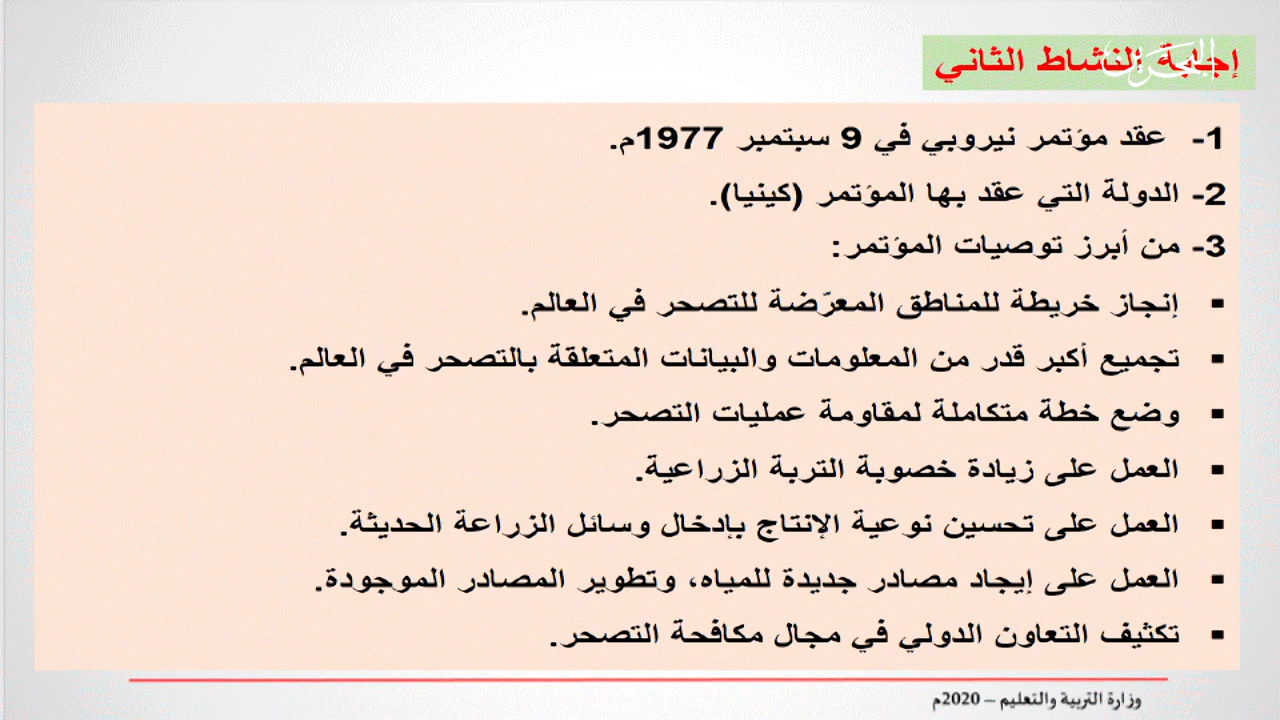 إجابة النشاط الثاني
البحرين
1- عقد مؤتمر نيروبي في 9 سبتمبر 1977م.
2- الدولة التي عقد بها المؤتمر (كينيا).
3- من أبرز توصيات المؤتمر:
▪ إنجاز خريطة للمناطق المعرّضة للتصحر في العالم.
▪ تجميع أكبر قدر من المعلومات والبيانات المتعلقة بالتصحر في العالم.
▪ وضع خطة متكاملة لمقاومة عمليات التصحر.
▪ العمل على زيادة خصوبة التربة الزراعية.
▪ العمل على تحسين نوعية الإنتاج بإدخال وسائل الزراعة الحديثة.
▪ العمل على إيجاد مصادر جديدة للمياه، وتطوير المصادر الموجودة.
▪ تكثيف التعاون الدولي في مجال مكافحة التصحر.
وزارة التربية والتعليم – 2020م